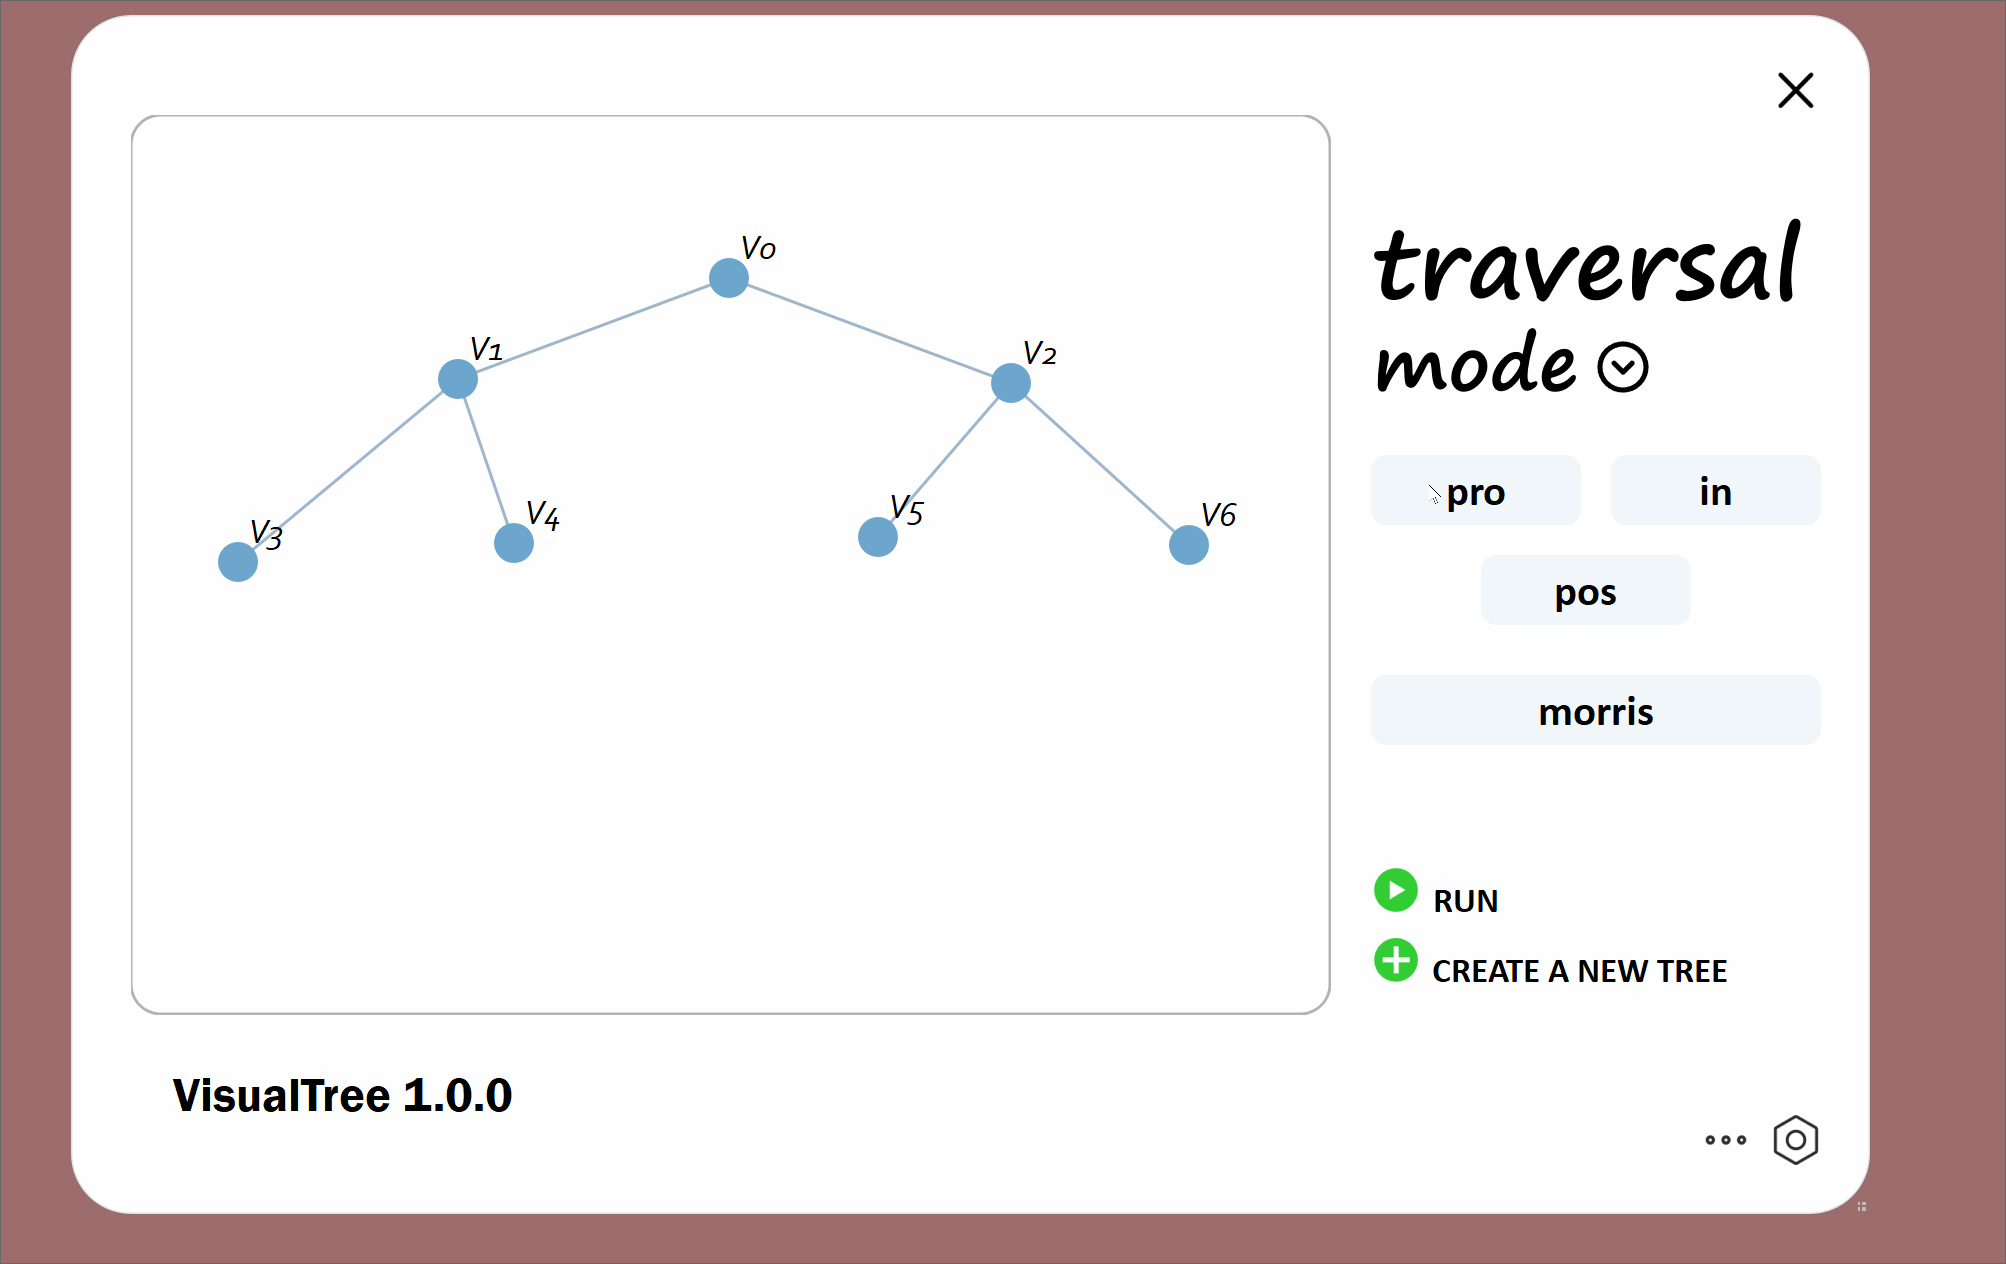 V0
V1
V2
V3
V4
V5
V6
traversal
mode
pro
in
pos
morris
RUN
CREATE A NEW TREE
VisualTree 1.0.0